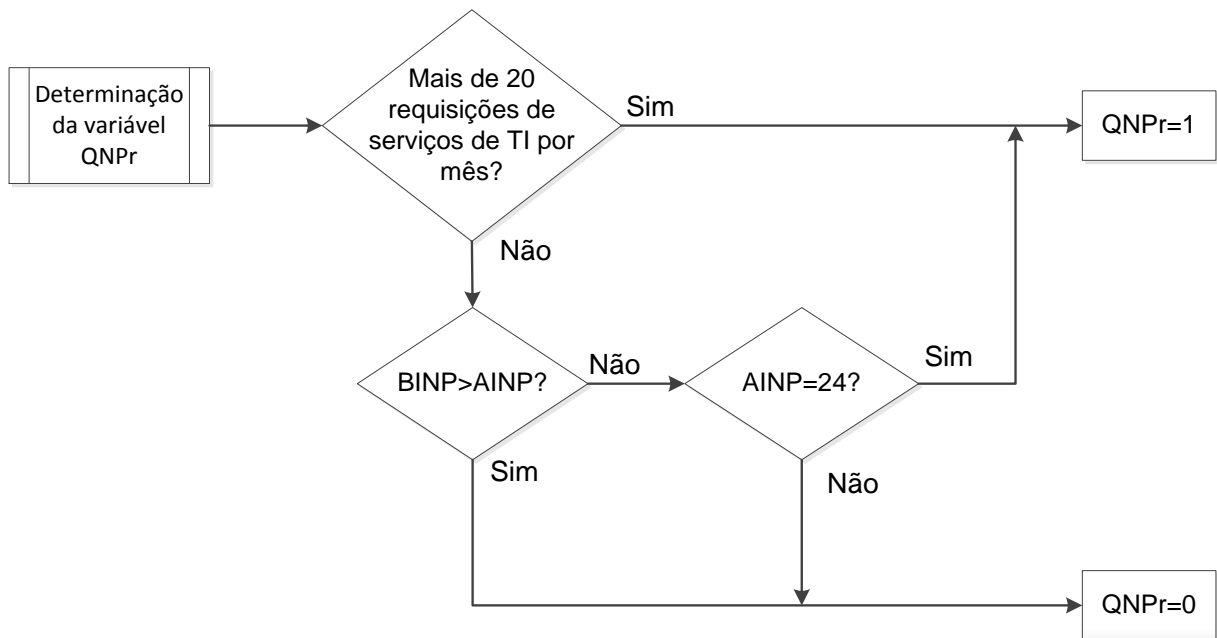 Determinação
da variável
QNPr
Mais de 20
requisições de
serviços de TI por
mês?
Sim
QNPr=1
Não
BINP>AINP?
Não
AINP=24?
Sim
Sim
Não
QNPr=0